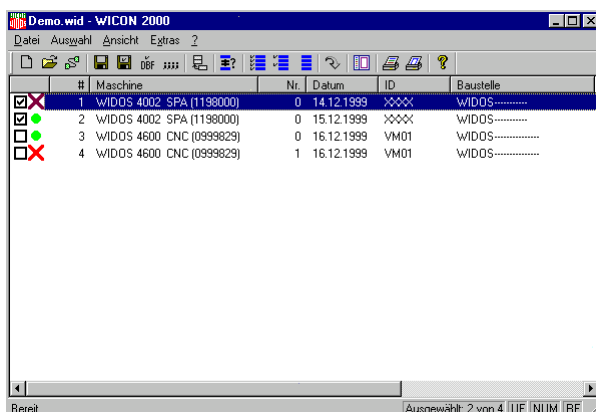 Demo.wid - WICON 2000
Datei Auswahl Ansicht Extras ?
DBF ,,,,
# Maschine Nr. Datum ID Baustelle
1 WIDOS 4002 SPA (1198000) 0 14.12.1999 XXXX WIDOS----------
2 WIDOS 4002 SPA (1198000) 0 15.12.1999 XXXX WIDOS----------
3 WIDOS 4600 CNC (0999829) 0 16.12.1999 VM01 WIDOS--------------
4 WIDOS 4600 CNC (0999829) 1 16.12.1999 VM01 WIDOS--------------
Bereit Ausgewählt: 2 von 4 UF NUM RF